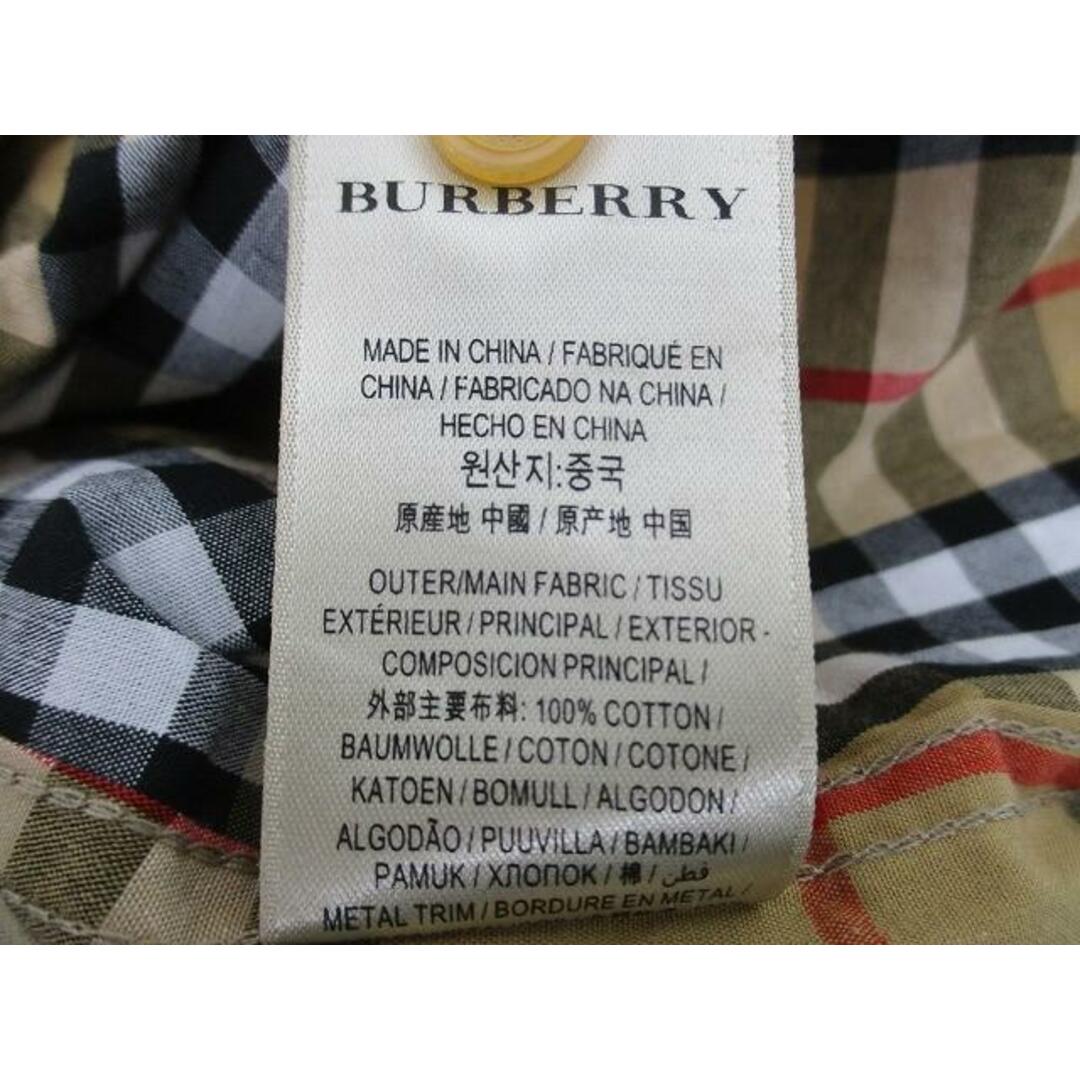 BURBERRY
MADE IN CHINA / FABRIQUÉ EN
CHINA / FABRICADO NA CHINA /
HECHO EN CHINA
원산지:중국
原産地 中國 / 原产地 中国
OUTER/MAIN FABRIC / TISSU
EXTÉRIEUR / PRINCIPAL / EXTERIOR -
COMPOSICION PRINCIPAL /
外部主要布料: 100% COTTON /
BAUMWOLLE / COTON / COTONE /
KATOEN / BOMULL / ALGODON /
ALGODÃO / PUUVILLA / BAMBAKI /
PAMUK / ХЛОПОК / 棉 / قطن
METAL TRIM / BORDURE EN METAL /